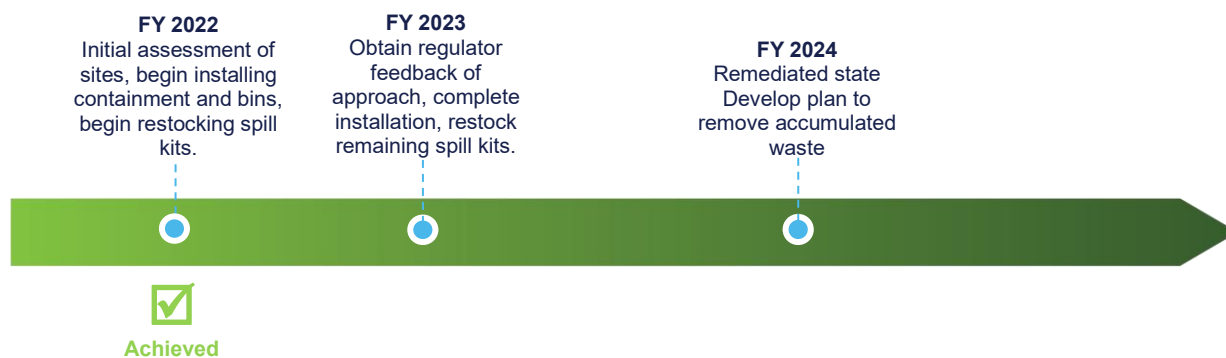 FY 2022
Initial assessment of
sites, begin installing
containment and bins,
begin restocking spill
kits.
FY 2023
Obtain regulator
feedback of
approach, complete
installation, restock
remaining spill kits.
FY 2024
Remediated state
Develop plan to
remove accumulated
waste
Achieved